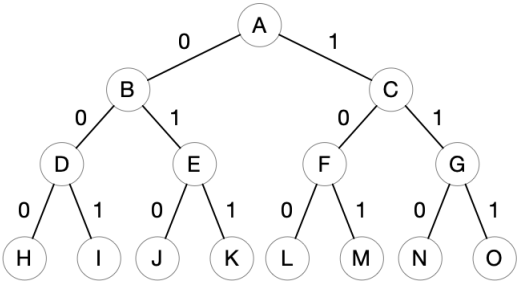 A
0 1
B C
0 1 0 1
D E F G
0 1 0 1 0 1 0 1
H I J K L M N O